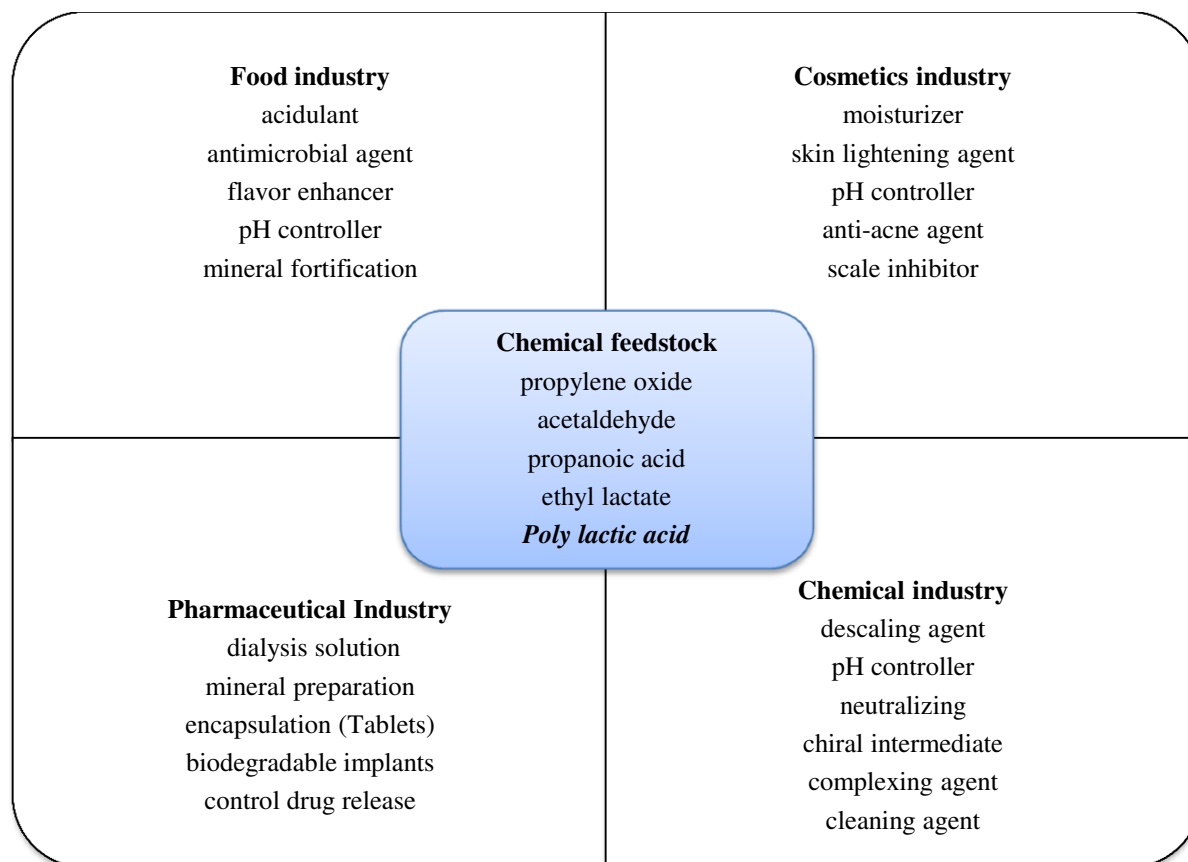 Food industry
acidulant
antimicrobial agent
flavor enhancer
pH controller
mineral fortification
Cosmetics industry
moisturizer
skin lightening agent
pH controller
anti-acne agent
scale inhibitor
Chemical feedstock
propylene oxide
acetaldehyde
propanoic acid
ethyl lactate
Poly lactic acid
Pharmaceutical Industry
dialysis solution
mineral preparation
encapsulation (Tablets)
biodegradable implants
control drug release
Chemical industry
descaling agent
pH controller
neutralizing
chiral intermediate
complexing agent
cleaning agent